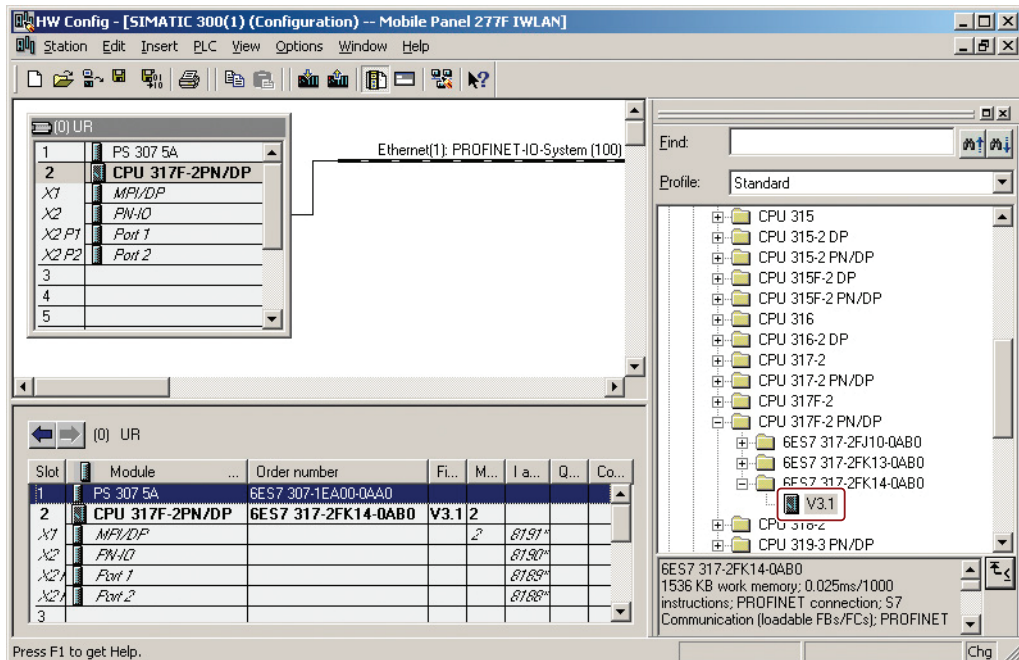 HW Config - [SIMATIC 300(1) (Configuration) -- Mobile Panel 277F IWLAN]
Station Edit Insert PLC View Options Window Help
(0) UR
1 PS 307 5A
2 CPU 317F-2PN/DP
X1 MPI/DP
X2 PN-IO
X2 P1 Port 1
X2 P2 Port 2
3
4
5
Ethernet(1): PROFINET-IO-System (100)
Find:
Profile: Standard
CPU 315
CPU 315-2 DP
CPU 315-2 PN/DP
CPU 315F-2 DP
CPU 315F-2 PN/DP
CPU 316
CPU 316-2 DP
CPU 317-2
CPU 317-2 PN/DP
CPU 317F-2
CPU 317F-2 PN/DP
6ES7 317-2FJ10-0AB0
6ES7 317-2FK13-0AB0
6ES7 317-2FK14-0AB0
V3.1
CPU 318-2
CPU 319-3 PN/DP
(0) UR
Slot Module ... Order number Fi... M... I a... Q... Co...
1 PS 307 5A 6ES7 307-1EA00-0AA0
2 CPU 317F-2PN/DP 6ES7 317-2FK14-0AB0 V3.1 2
X1 MPI/DP 2 8191*
X2 PN-IO 8190*
X2 Port 1 8189*
X2 Port 2 8188*
3
6ES7 317-2FK14-0AB0
1536 KB work memory; 0.025ms/1000
instructions; PROFINET connection; S7
Communication (loadable FBs/FCs); PROFINET
Press F1 to get Help.
Chg